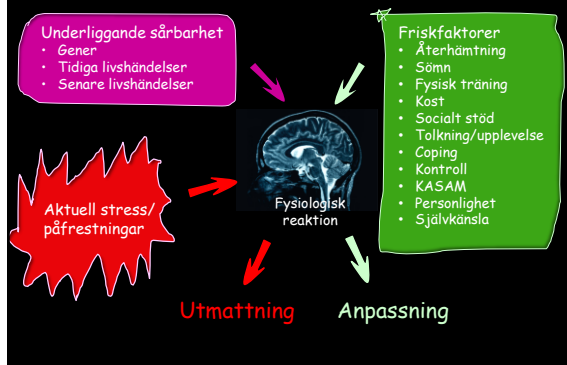 Underliggande sårbarhet
• Gener
• Tidiga livshändelser
• Senare livshändelser
Friskfaktorer
• Återhämtning
• Sömn
• Fysisk träning
• Kost
• Socialt stöd
• Tolkning/upplevelse
• Coping
• Kontroll
• KASAM
• Personlighet
• Självkänsla
Aktuell stress/
påfrestningar
Fysiologisk
reaktion
Utmattning
Anpassning